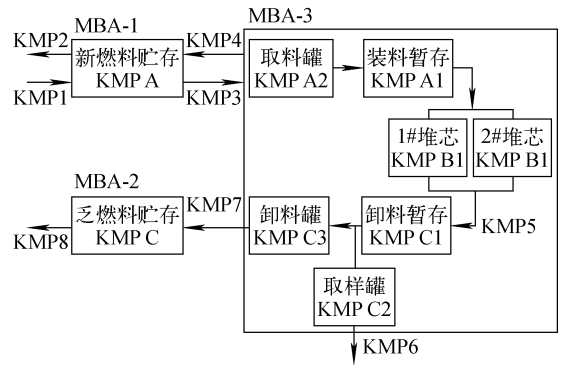 MBA-3
MBA-1
KMP2
KMP4
新燃料贮存
KMP A
KMP1
KMP3
取料罐
KMP A2
装料暂存
KMP A1
1#堆芯
KMP B1
2#堆芯
KMP B1
MBA-2
乏燃料贮存
KMP C
KMP7
KMP8
卸料罐
KMP C3
卸料暂存
KMP C1
KMP5
取样罐
KMP C2
KMP6